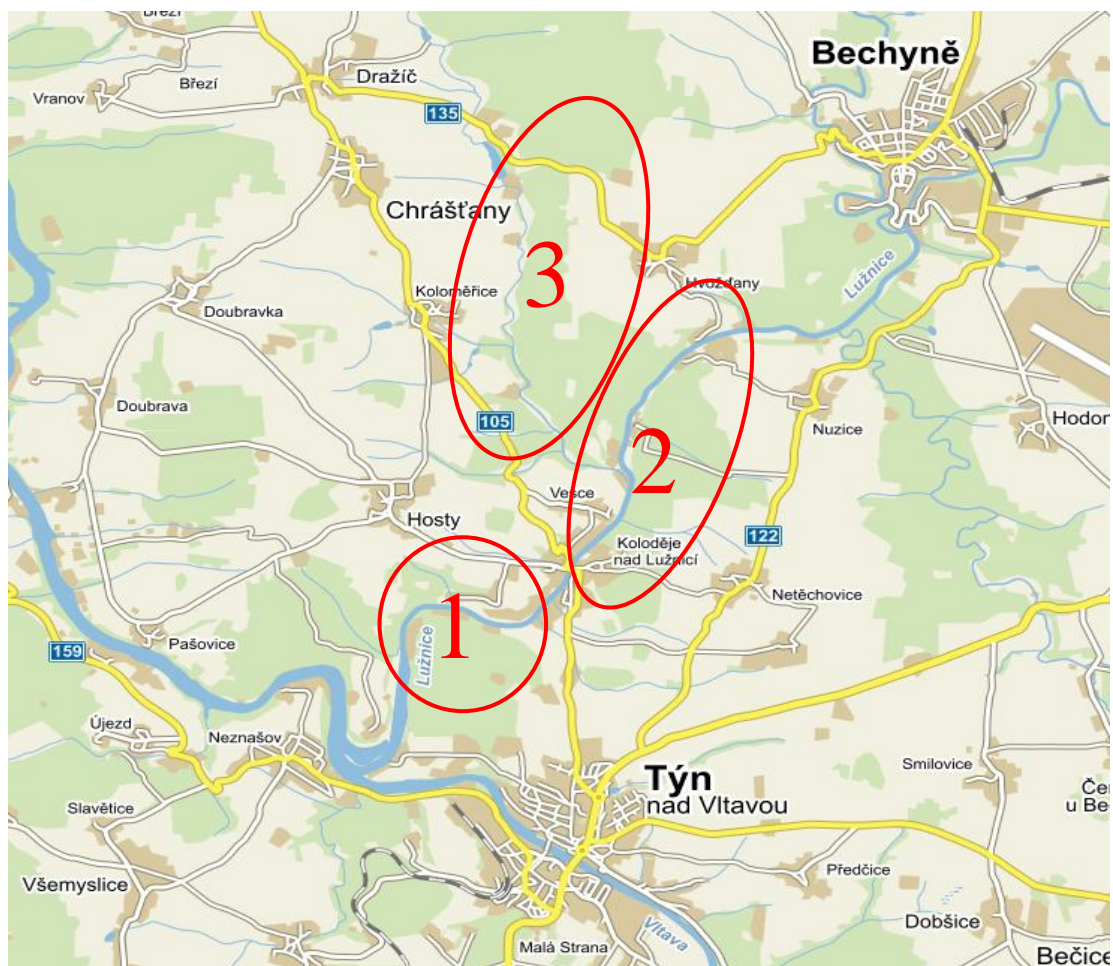 Březí
Bechyně
Dražíč
Březí
Vranov
135
Chrášťany
3
Lužnice
Hvožďany
Koloměřice
Doubravka
Doubrava
105
Nuzice
Hodon
2
Vesce
Hosty
Koloděje
nad Lužnicí
122
Netěchovice
1
Lužnice
Pašovice
159
Újezd
Neznašov
Týn
nad Vltavou
Smilovice
Čer
u Be
Slavětice
Všemyslice
Předčice
Vltava
Dobšice
Malá Strana
Bečice